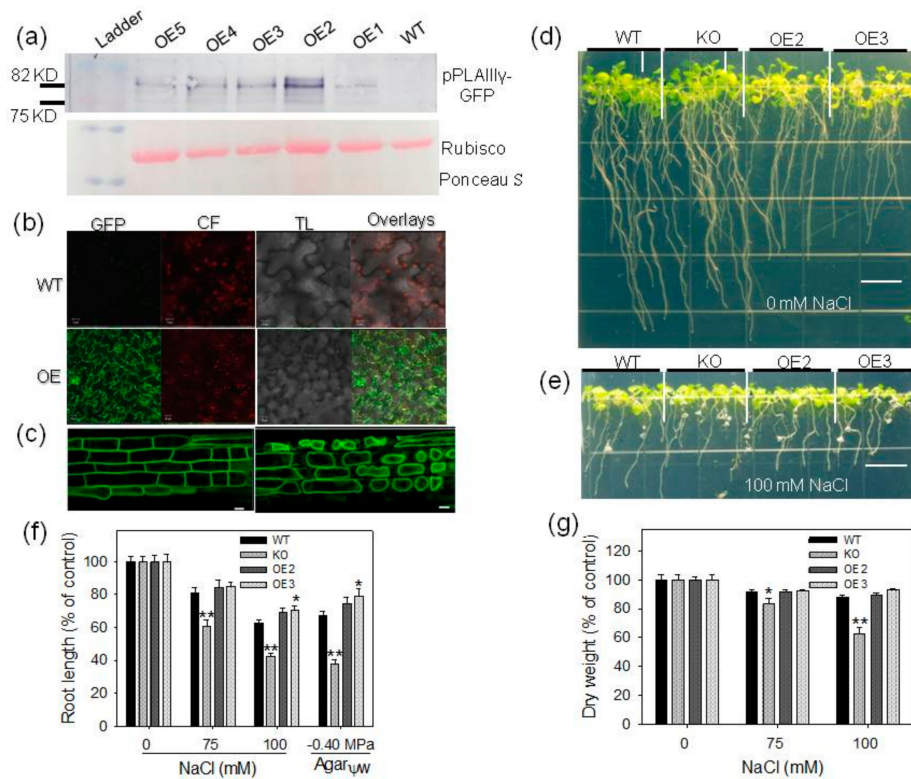 (a)
Ladder
OE5
OE4
OE3
OE2
OE1
WT
82 KD
75 KD
pPLAIIIγ-
GFP
Rubisco
Ponceau S
(b)
GFP
CF
TL
Overlays
WT
OE
(c)
(d)
WT
KO
OE2
OE3
0 mM NaCl
(e)
WT
KO
OE2
OE3
100 mM NaCl
(f)
Root length (% of control)
100
80
60
40
20
0
WT
KO
OE2
OE3
**
**
*
**
*
0
75
100
-0.40 MPa
NaCl (mM)
Agarψw
(g)
Dry weight (% of control)
120
100
80
60
40
20
0
WT
KO
OE2
OE3
*
**
0
75
100
NaCl (mM)